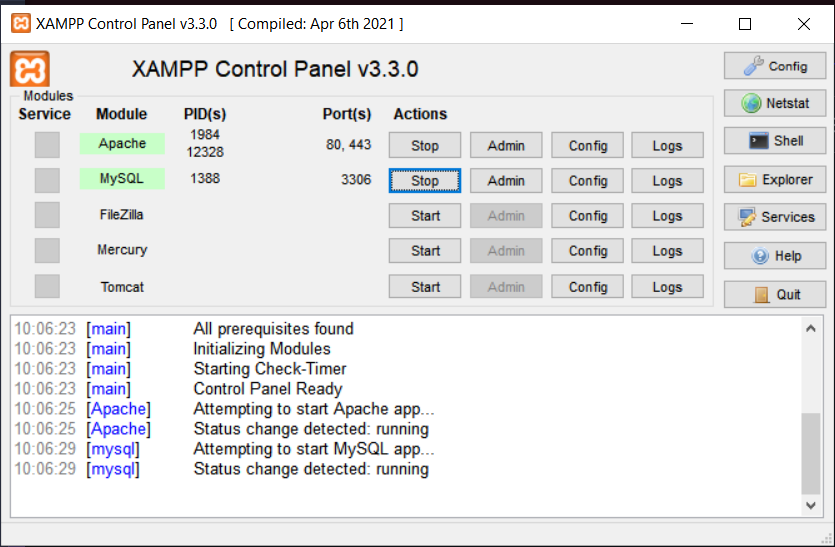 XAMPP Control Panel v3.3.0 [ Compiled: Apr 6th 2021 ]
XAMPP Control Panel v3.3.0
Config
Modules
Service Module PID(s) Port(s) Actions
Netstat
Apache 1984 12328 80, 443 Stop Admin Config Logs
Shell
MySQL 1388 3306 Stop Admin Config Logs
Explorer
FileZilla Start Admin Config Logs
Services
Mercury Start Admin Config Logs
Help
Tomcat Start Admin Config Logs
Quit
10:06:23 [main] All prerequisites found
10:06:23 [main] Initializing Modules
10:06:23 [main] Starting Check-Timer
10:06:23 [main] Control Panel Ready
10:06:25 [Apache] Attempting to start Apache app...
10:06:25 [Apache] Status change detected: running
10:06:29 [mysql] Attempting to start MySQL app...
10:06:29 [mysql] Status change detected: running